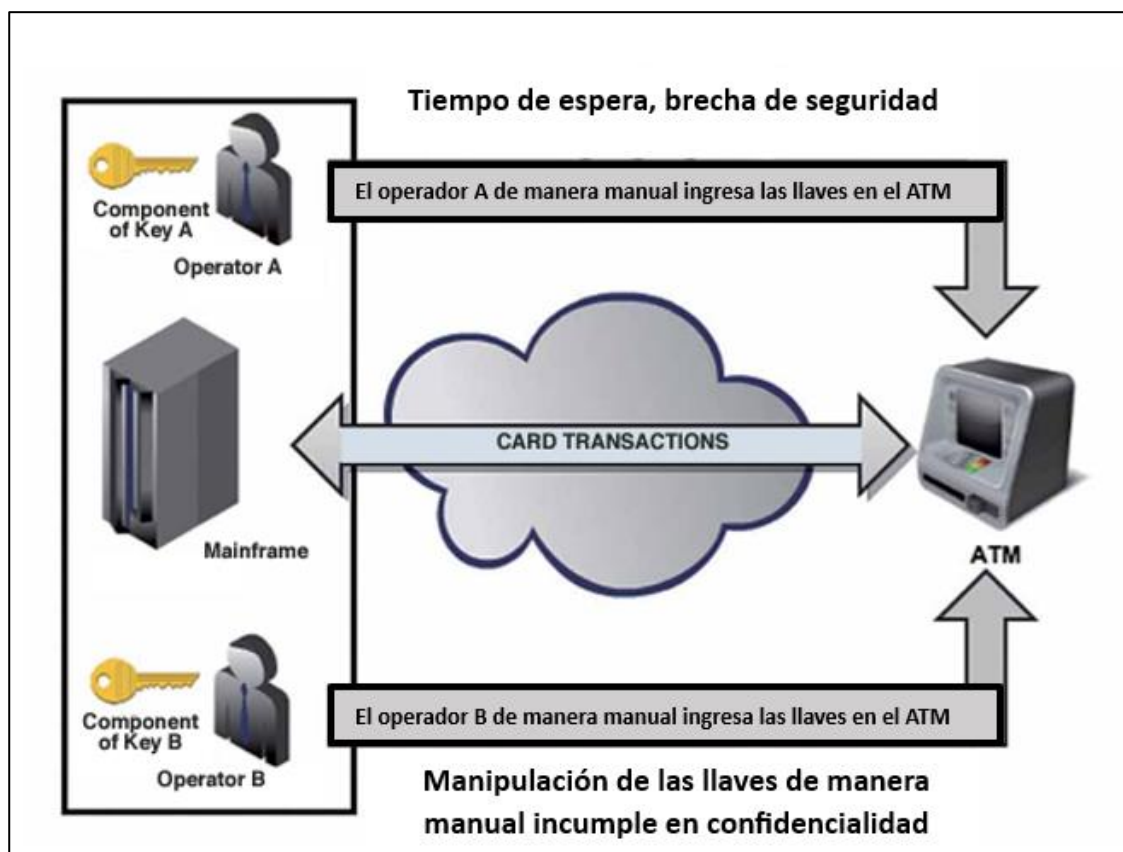 Tiempo de espera, brecha de seguridad
El operador A de manera manual ingresa las llaves en el ATM
Component
of Key A
Operator A
CARD TRANSACTIONS
Mainframe
ATM
Component
of Key B
Operator B
El operador B de manera manual ingresa las llaves en el ATM
Manipulación de las llaves de manera
manual incumple en confidencialidad